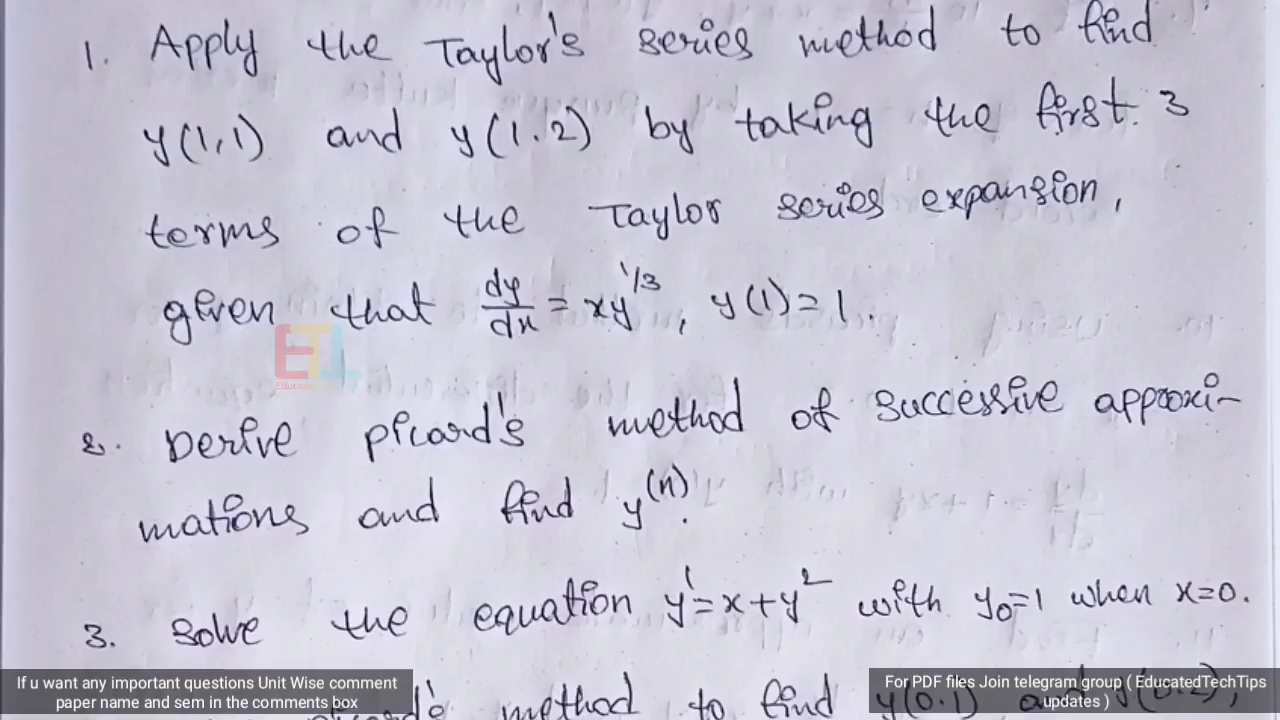 1. Apply the Taylor's series method to find
y(1,1) and y(1.2) by taking the first 3
terms of the Taylor series expansion,
given that dy/dx = xy^1/3, y(1)=1.
2. Derive picard's method of successive approxi-
mations and find y^(n).
3. Solve the equation y'=x+y^2 with y0=1 when x=0.
method to find y(0.1) and y(0.2),
If u want any important questions Unit Wise comment
paper name and sem in the comments box
For PDF files Join telegram group ( EducatedTechTips
updates )